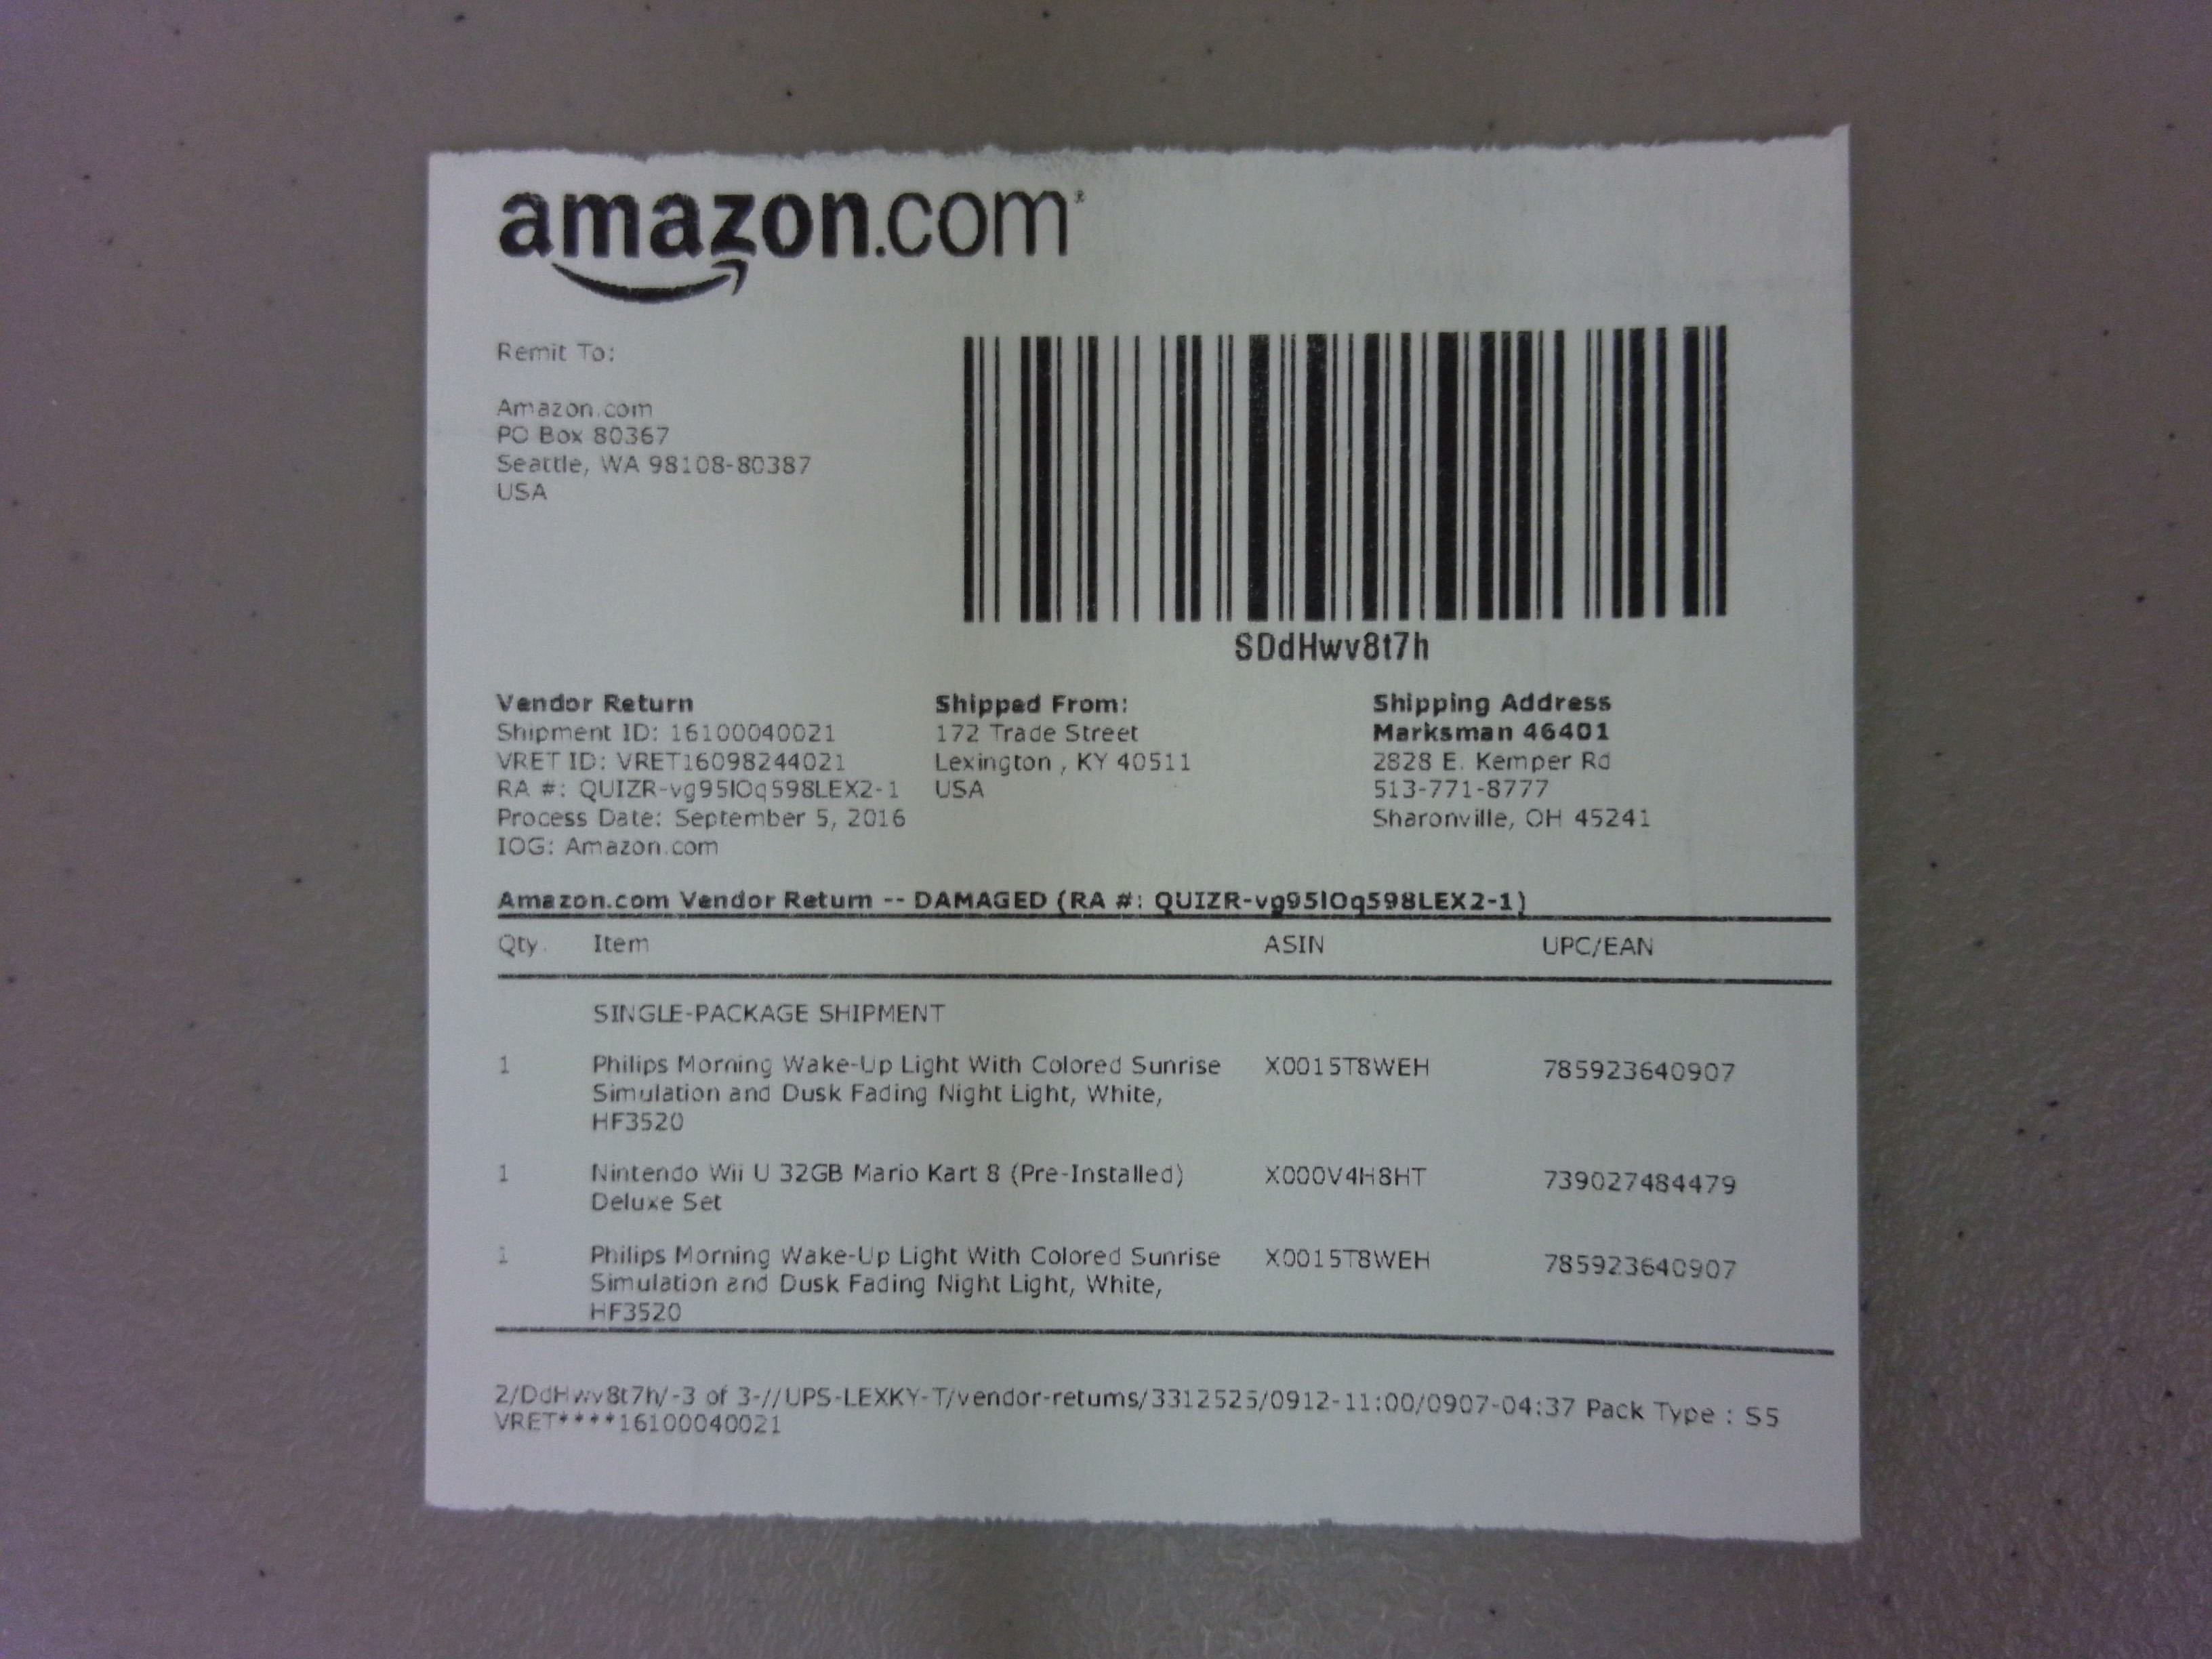 amazon.com
Remit To:
Amazon.com
PO Box 80367
Seattle, WA 98108-80387
USA
SDdHwv8t7h
Vendor Return
Shipment ID: 16100040021
VRET ID: VRET16098244021
RA #: QUIZR-vg95lOq598LEX2-1
Process Date: September 5, 2016
IOG: Amazon.com
Shipped From:
172 Trade Street
Lexington , KY 40511
USA
Shipping Address
Marksman 46401
2828 E. Kemper Rd
513-771-8777
Sharonville, OH 45241
Amazon.com Vendor Return -- DAMAGED (RA #: QUIZR-vg95lOq598LEX2-1)
Qty. Item ASIN UPC/EAN
SINGLE-PACKAGE SHIPMENT
1 Philips Morning Wake-Up Light With Colored Sunrise X0015T8WEH 785923640907
Simulation and Dusk Fading Night Light, White,
HF3520
1 Nintendo Wii U 32GB Mario Kart 8 (Pre-Installed) X000V4H8HT 739027484479
Deluxe Set
1 Philips Morning Wake-Up Light With Colored Sunrise X0015T8WEH 785923640907
Simulation and Dusk Fading Night Light, White,
HF3520
2/DdHwv8t7h/-3 of 3-//UPS-LEXKY-T/vendor-returns/3312525/0912-11:00/0907-04:37 Pack Type : S5
VRET****16100040021